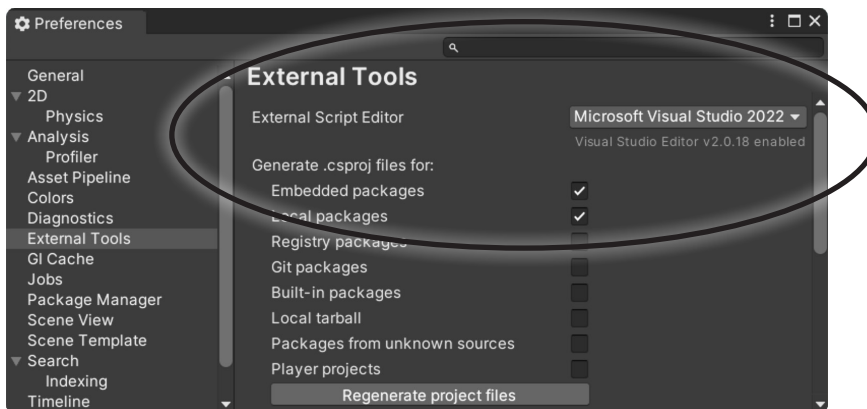 Preferences
General
2D
Physics
Analysis
Profiler
Asset Pipeline
Colors
Diagnostics
External Tools
GI Cache
Jobs
Package Manager
Scene View
Scene Template
Search
Indexing
Timeline
External Tools
External Script Editor
Microsoft Visual Studio 2022
Visual Studio Editor v2.0.18 enabled
Generate .csproj files for:
Embedded packages
Local packages
Registry packages
Git packages
Built-in packages
Local tarball
Packages from unknown sources
Player projects
Regenerate project files